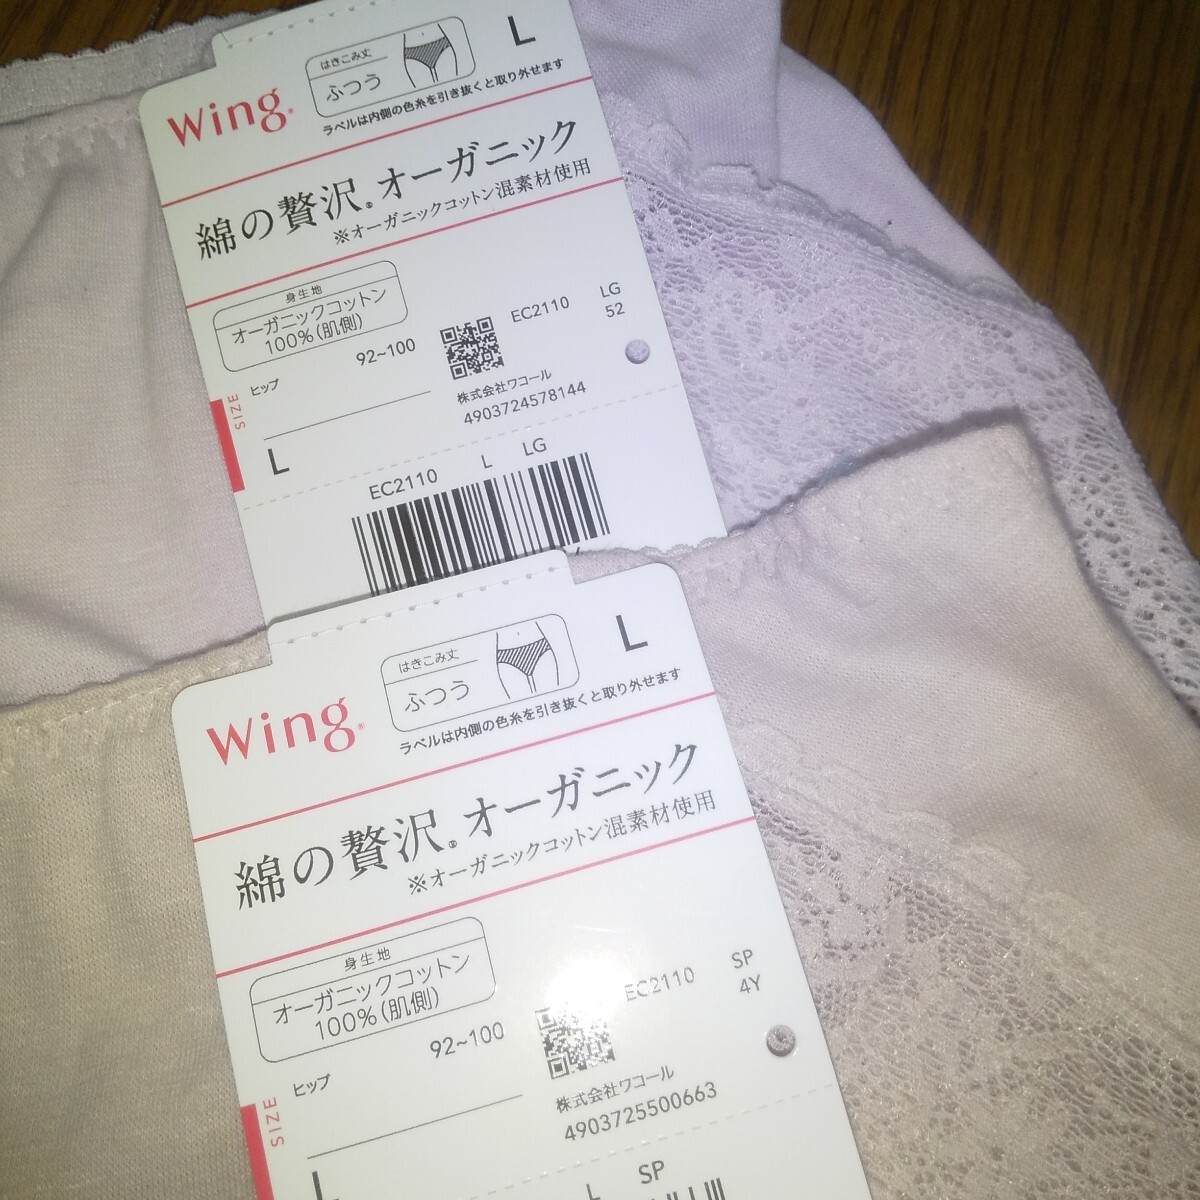 はきこみ丈
ふつう
L
Wing®
ラベルは内側の色糸を引き抜くと取り外せます
綿の贅沢®オーガニック
※オーガニックコットン混素材使用
身生地
オーガニックコットン
100%(肌側)
EC2110
LG
52
ヒップ
92~100
株式会社ワコール
4903724578144
SIZE
L
EC2110 L LG
はきこみ丈
ふつう
L
Wing®
ラベルは内側の色糸を引き抜くと取り外せます
綿の贅沢®オーガニック
※オーガニックコットン混素材使用
身生地
オーガニックコットン
100%(肌側)
EC2110
SP
4Y
ヒップ
92~100
株式会社ワコール
4903725500663
SIZE
L
L SP